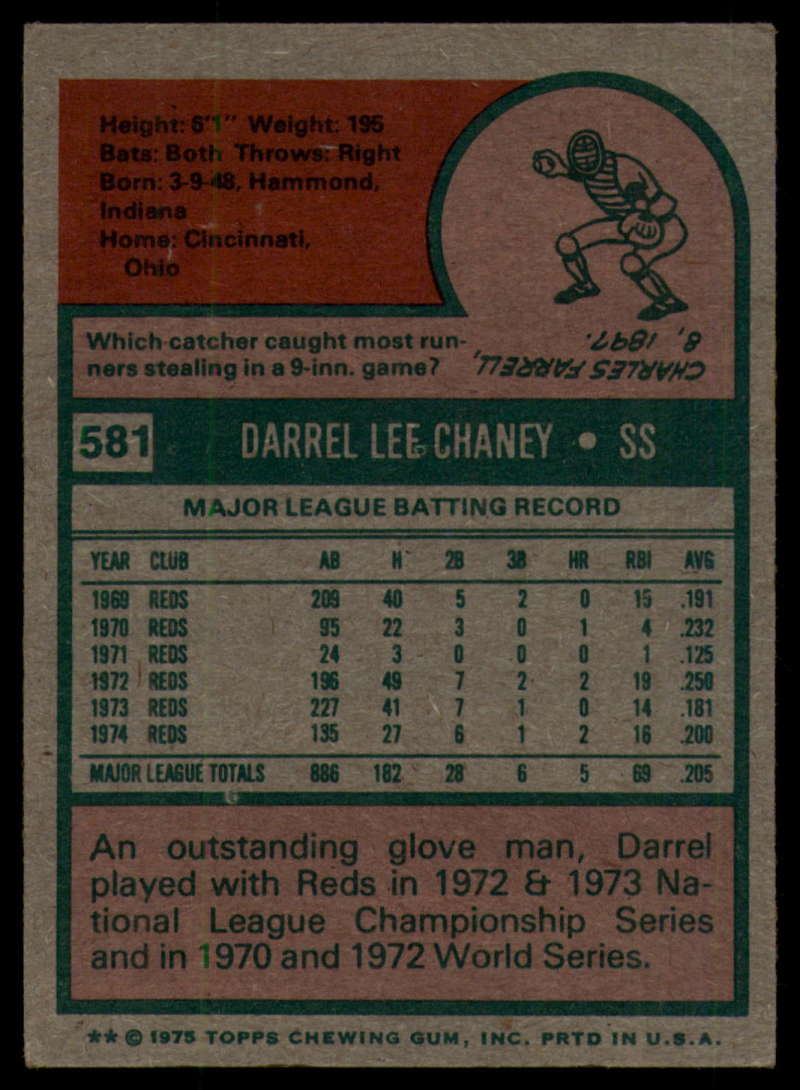 Height: 6'1" Weight: 195
Bats: Both Throws: Right
Born: 3-9-48, Hammond,
Indiana
Home: Cincinnati,
Ohio
Which catcher caught most run-
ners stealing in a 9-inn. game?
CHARLES FARRELL,
8, 1897.
581 DARREL LEE CHANEY • SS
MAJOR LEAGUE BATTING RECORD
YEAR CLUB AB H 2B 3B HR RBI AVG
1969 REDS 209 40 5 2 0 15 .191
1970 REDS 95 22 3 0 1 4 .232
1971 REDS 24 3 0 0 0 1 .125
1972 REDS 196 49 7 2 2 19 .250
1973 REDS 227 41 7 1 0 14 .181
1974 REDS 135 27 6 1 2 16 .200
MAJOR LEAGUE TOTALS 886 182 28 6 5 69 .205
An outstanding glove man, Darrel
played with Reds in 1972 & 1973 Na-
tional League Championship Series
and in 1970 and 1972 World Series.
** © 1975 TOPPS CHEWING GUM, INC. PRTD IN U.S.A.